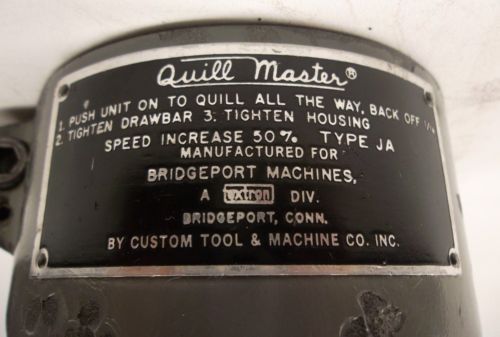 Quill Master®
1. PUSH UNIT ON TO QUILL ALL THE WAY, BACK OFF 1/16
2. TIGHTEN DRAWBAR 3. TIGHTEN HOUSING
SPEED INCREASE 50% TYPE JA
MANUFACTURED FOR
BRIDGEPORT MACHINES,
A textron DIV.
BRIDGEPORT, CONN.
BY CUSTOM TOOL & MACHINE CO. INC.